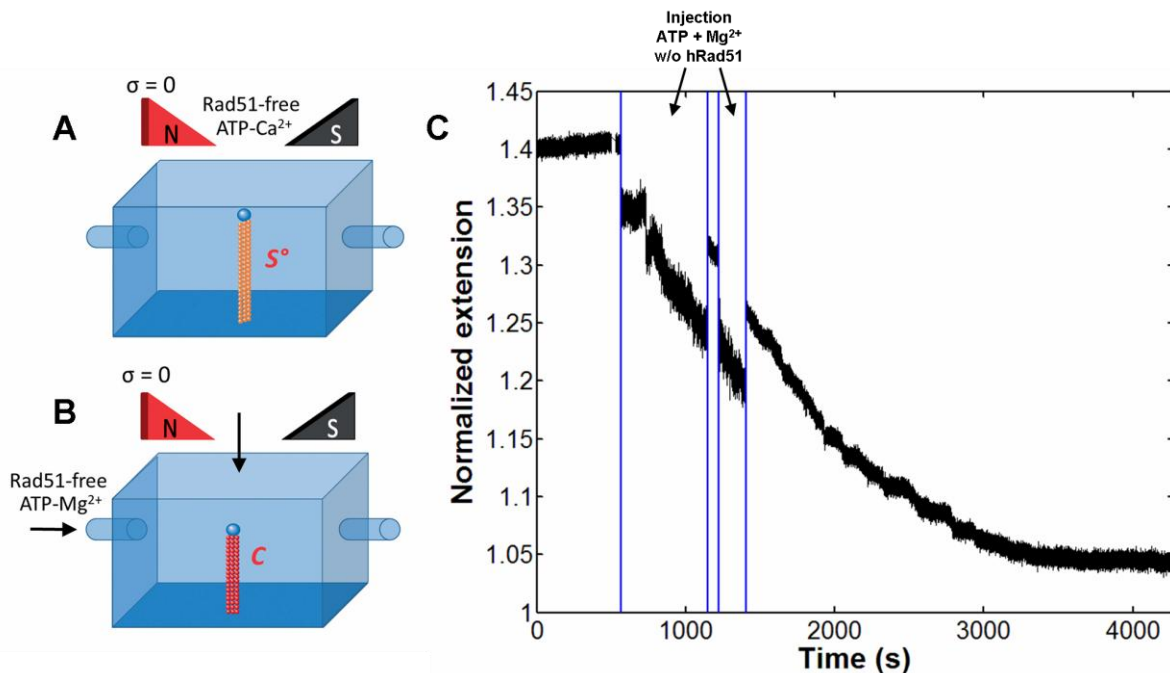 A
σ = 0
Rad51-free
ATP-Ca²⁺
N
S
S°
B
σ = 0
N
S
Rad51-free
ATP-Mg²⁺
C
C
Injection
ATP + Mg²⁺
w/o hRad51
Normalized extension
1.45
1.4
1.35
1.3
1.25
1.2
1.15
1.1
1.05
1
0
1000
2000
3000
4000
Time (s)